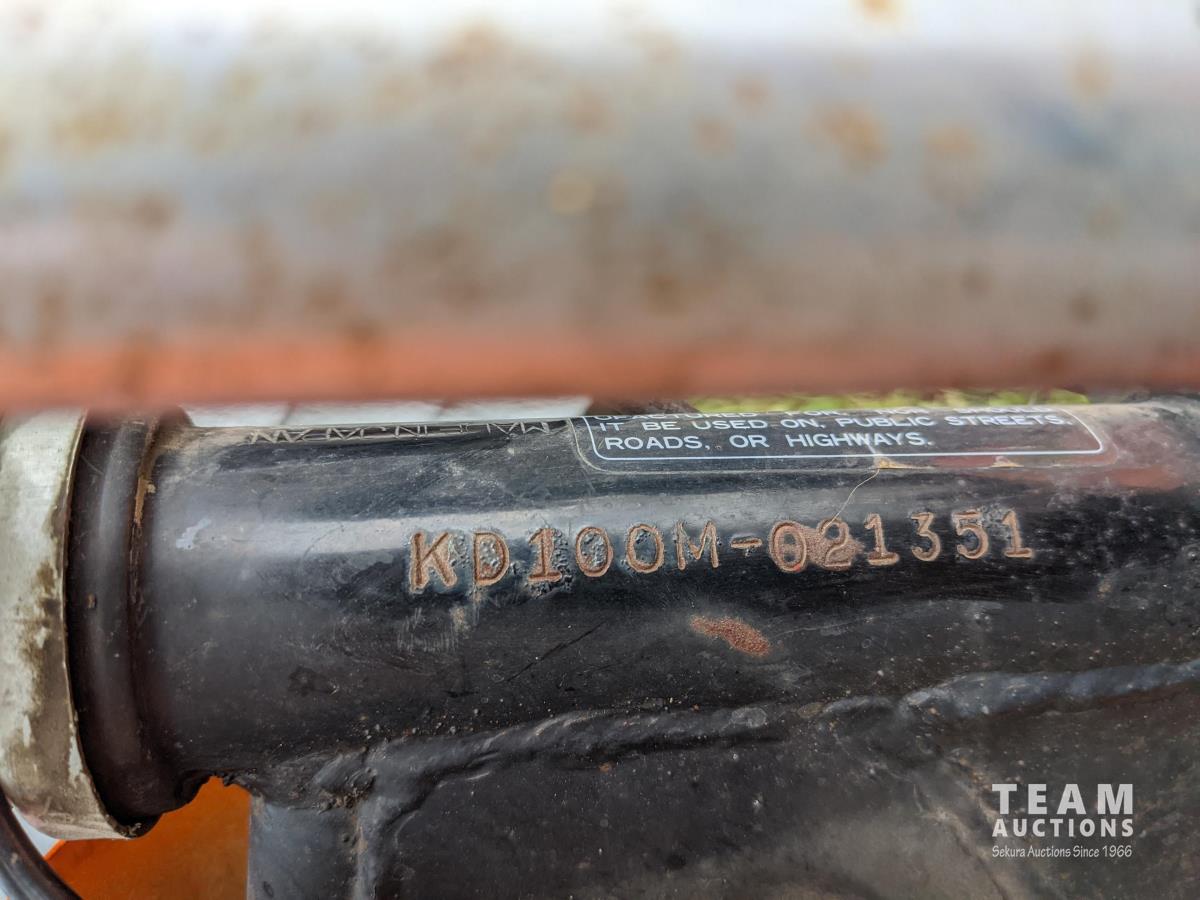 IT BE USED ON, PUBLIC STREETS,
ROADS, OR HIGHWAYS.
KD100M-021351
TEAM
AUCTIONS
Sekura Auctions Since 1966